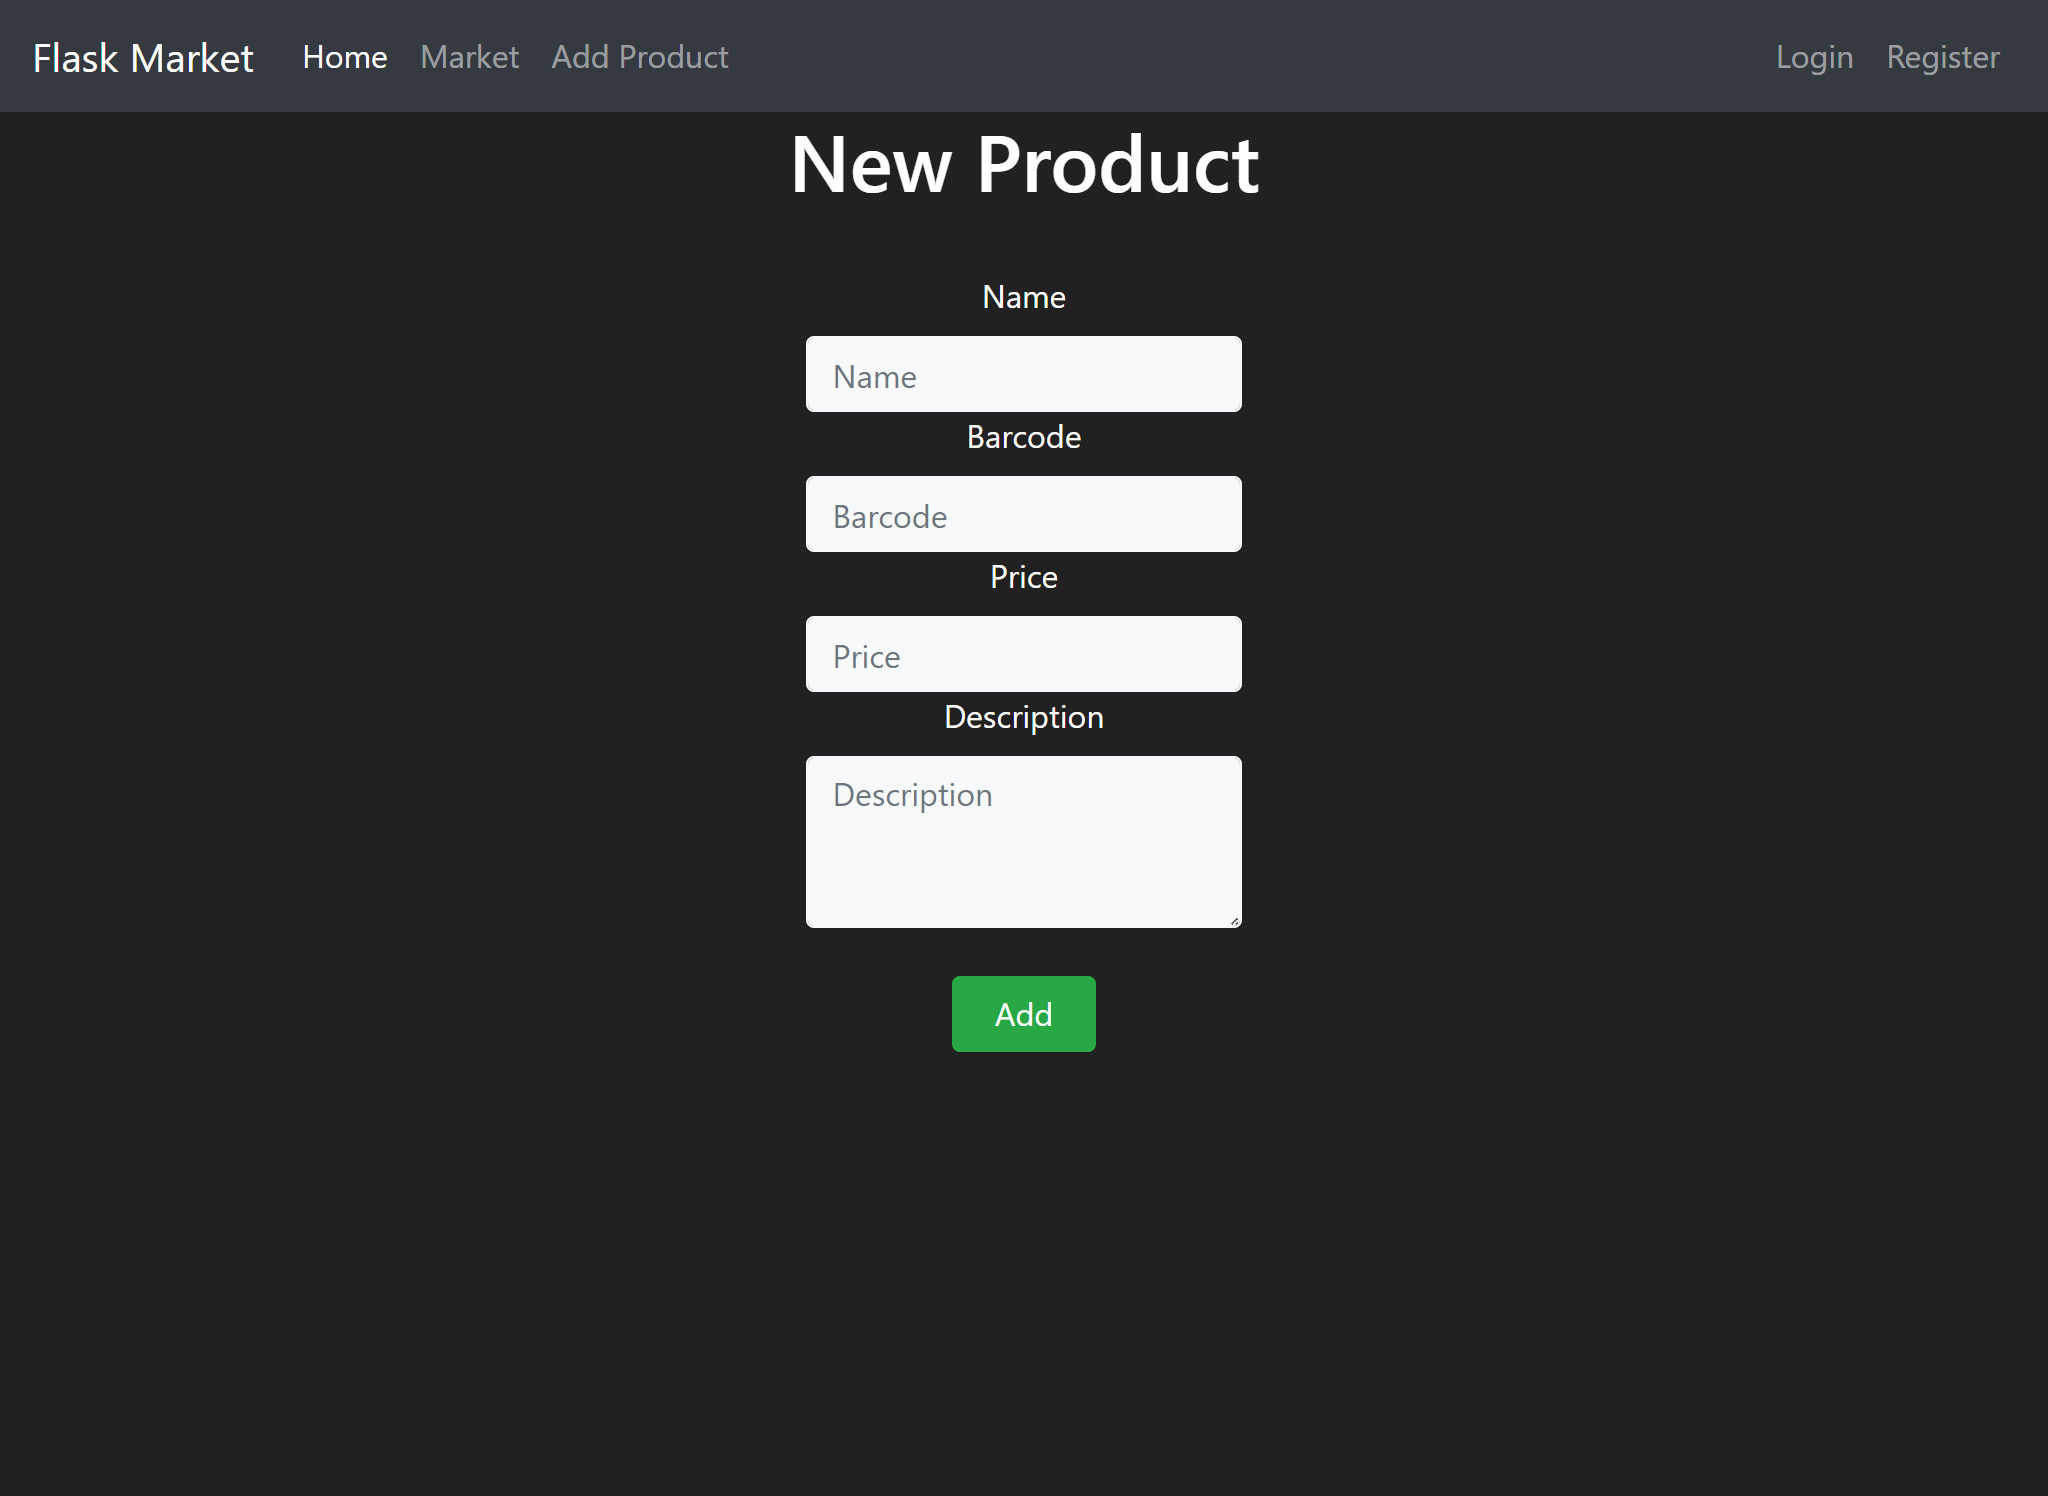 Flask Market Home Market Add Product Login Register
New Product
Name
Name
Barcode
Barcode
Price
Price
Description
Description
Add